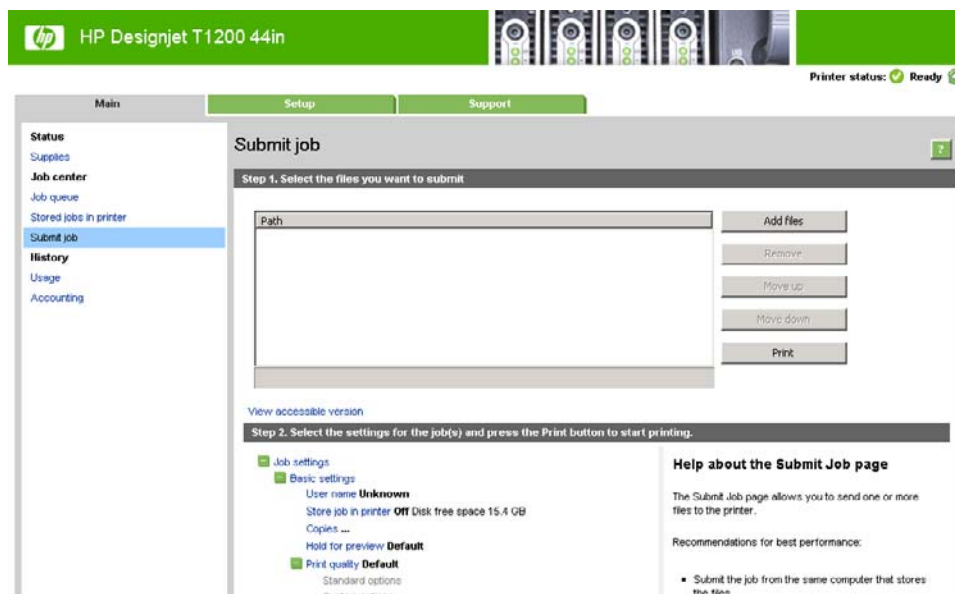 hp HP Designjet T1200 44in
Printer status: Ready
Main Setup Support
Status
Supplies
Job center
Job queue
Stored jobs in printer
Submit job
History
Usage
Accounting
Submit job
?
Step 1. Select the files you want to submit
Path
Add files
Remove
Move up
Move down
Print
View accessible version
Step 2. Select the settings for the job(s) and press the Print button to start printing.
Job settings
Basic settings
User name Unknown
Store job in printer Off Disk free space 15.4 GB
Copies ...
Hold for preview Default
Print quality Default
Standard options
Help about the Submit Job page
The Submit Job page allows you to send one or more
files to the printer.
Recommendations for best performance:
Submit the job from the same computer that stores
the files